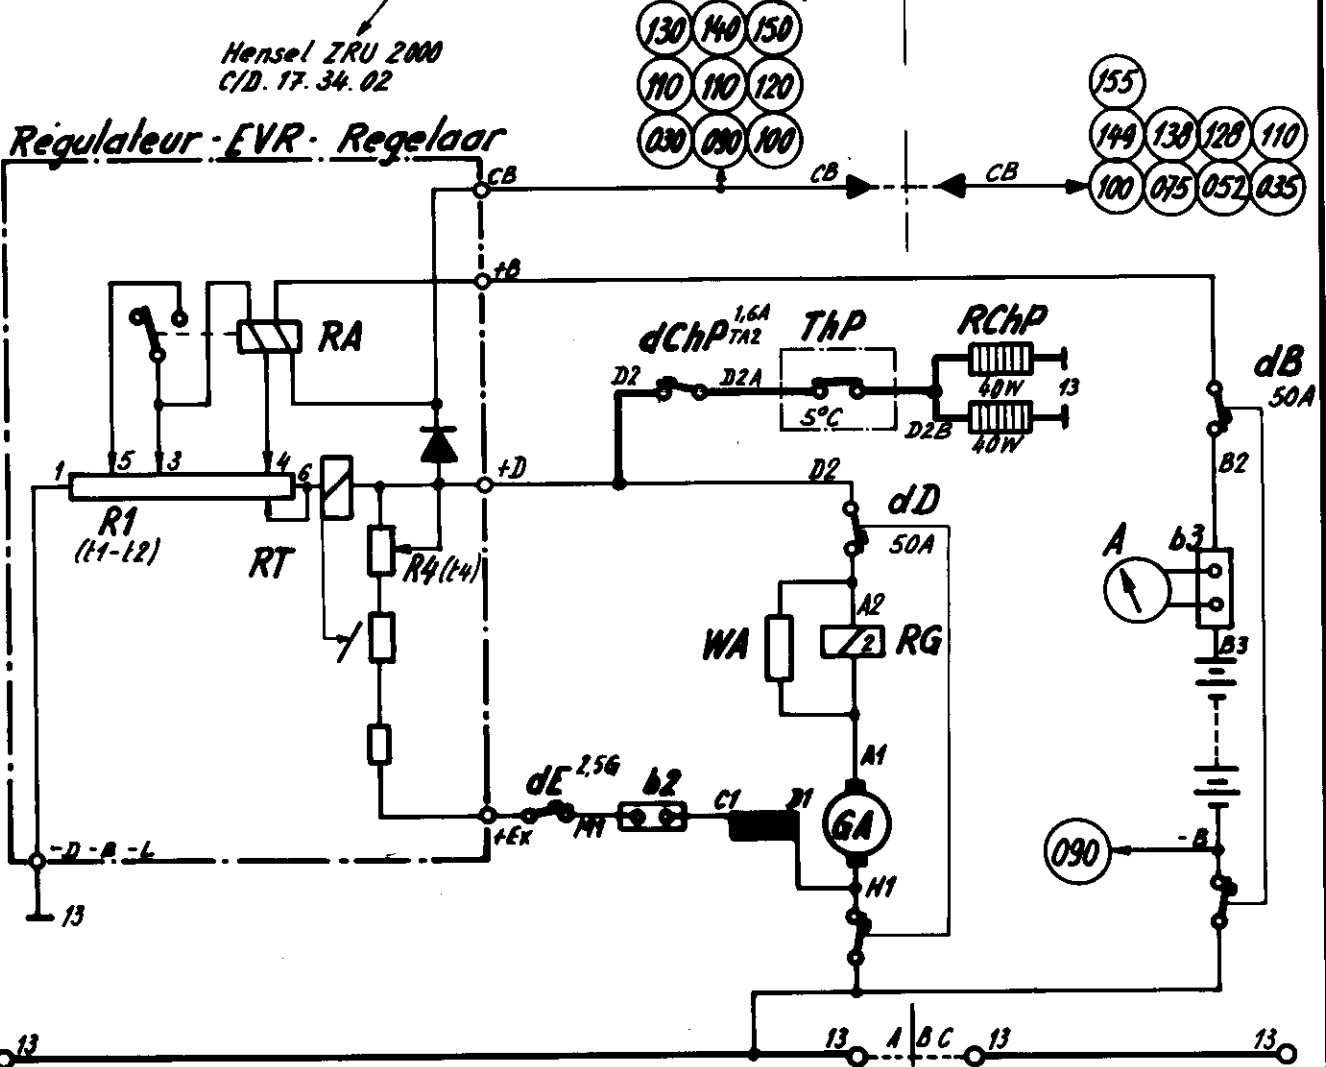 Hensel ZRU 2000
C/D. 17. 34. 02
130 140 150
110 110 120
030 090 100
155
144 138 128 110
100 075 052 035
Régulateur - EVR - Regelaar
CB
CB
CB
+B
RA
dChP 1,6A TA2
ThP
RChP
D2
D2A
5°C
D2B
40W
40W
13
dB
50A
B2
1
5
3
4
6
+D
D2
R1
(t1-t2)
RT
R4(t4)
dD
50A
A
b3
A2
WA
2
RG
B3
A1
dE 2,5G
b2
+Ex
M1
C1
D1
GA
H1
-D -B -L
13
090
-B
13
13
A
B C
13
13